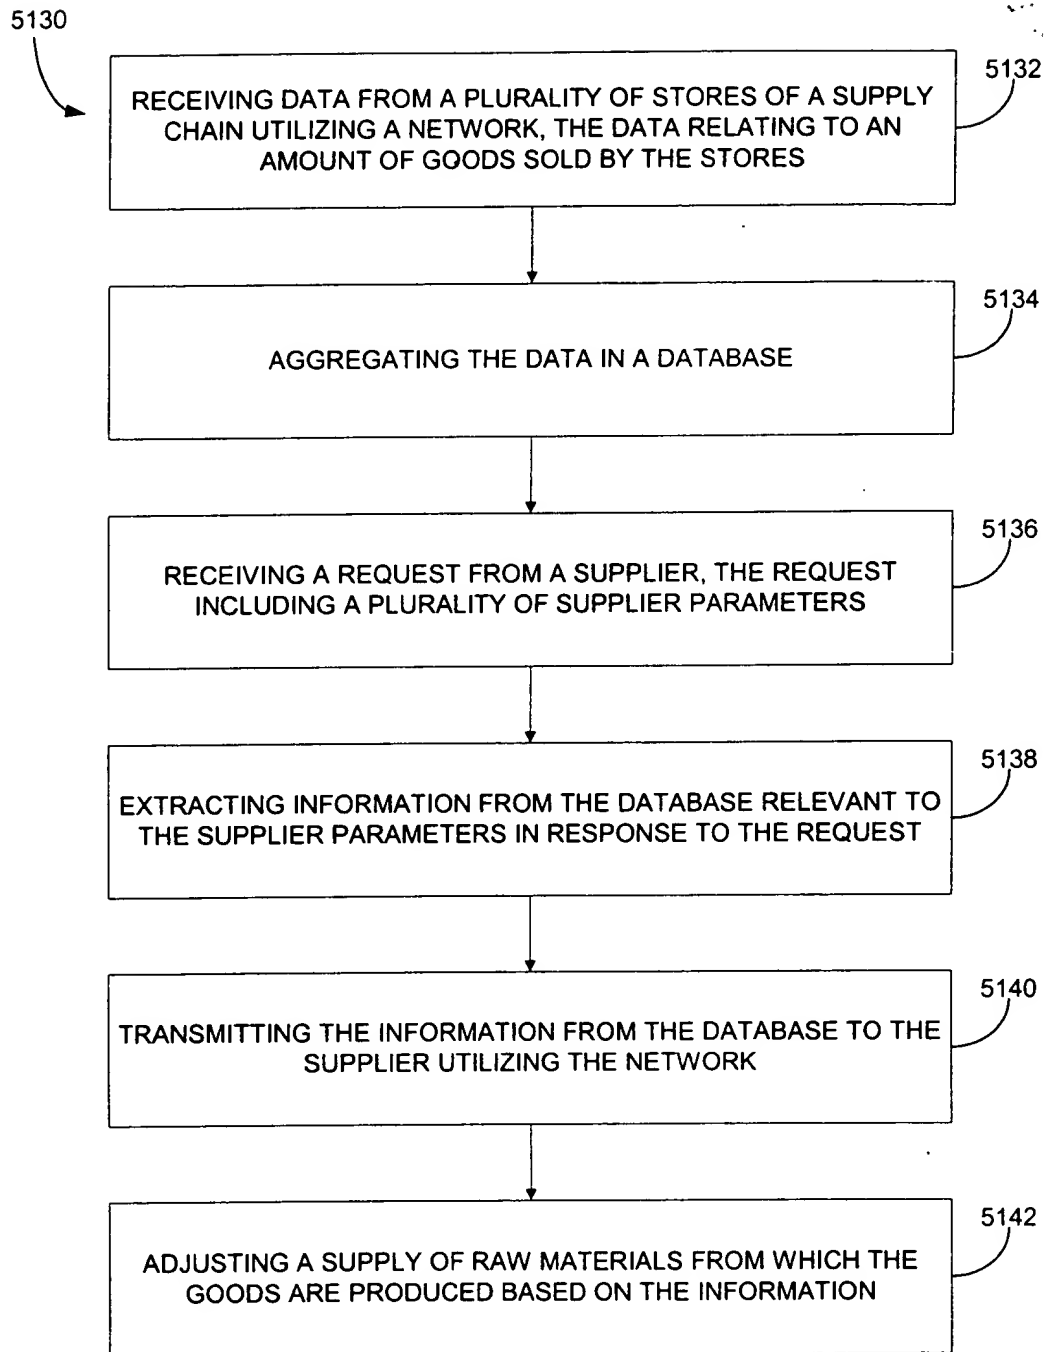 5130
5132
RECEIVING DATA FROM A PLURALITY OF STORES OF A SUPPLY
CHAIN UTILIZING A NETWORK, THE DATA RELATING TO AN
AMOUNT OF GOODS SOLD BY THE STORES
5134
AGGREGATING THE DATA IN A DATABASE
5136
RECEIVING A REQUEST FROM A SUPPLIER, THE REQUEST
INCLUDING A PLURALITY OF SUPPLIER PARAMETERS
5138
EXTRACTING INFORMATION FROM THE DATABASE RELEVANT TO
THE SUPPLIER PARAMETERS IN RESPONSE TO THE REQUEST
5140
TRANSMITTING THE INFORMATION FROM THE DATABASE TO THE
SUPPLIER UTILIZING THE NETWORK
5142
ADJUSTING A SUPPLY OF RAW MATERIALS FROM WHICH THE
GOODS ARE PRODUCED BASED ON THE INFORMATION